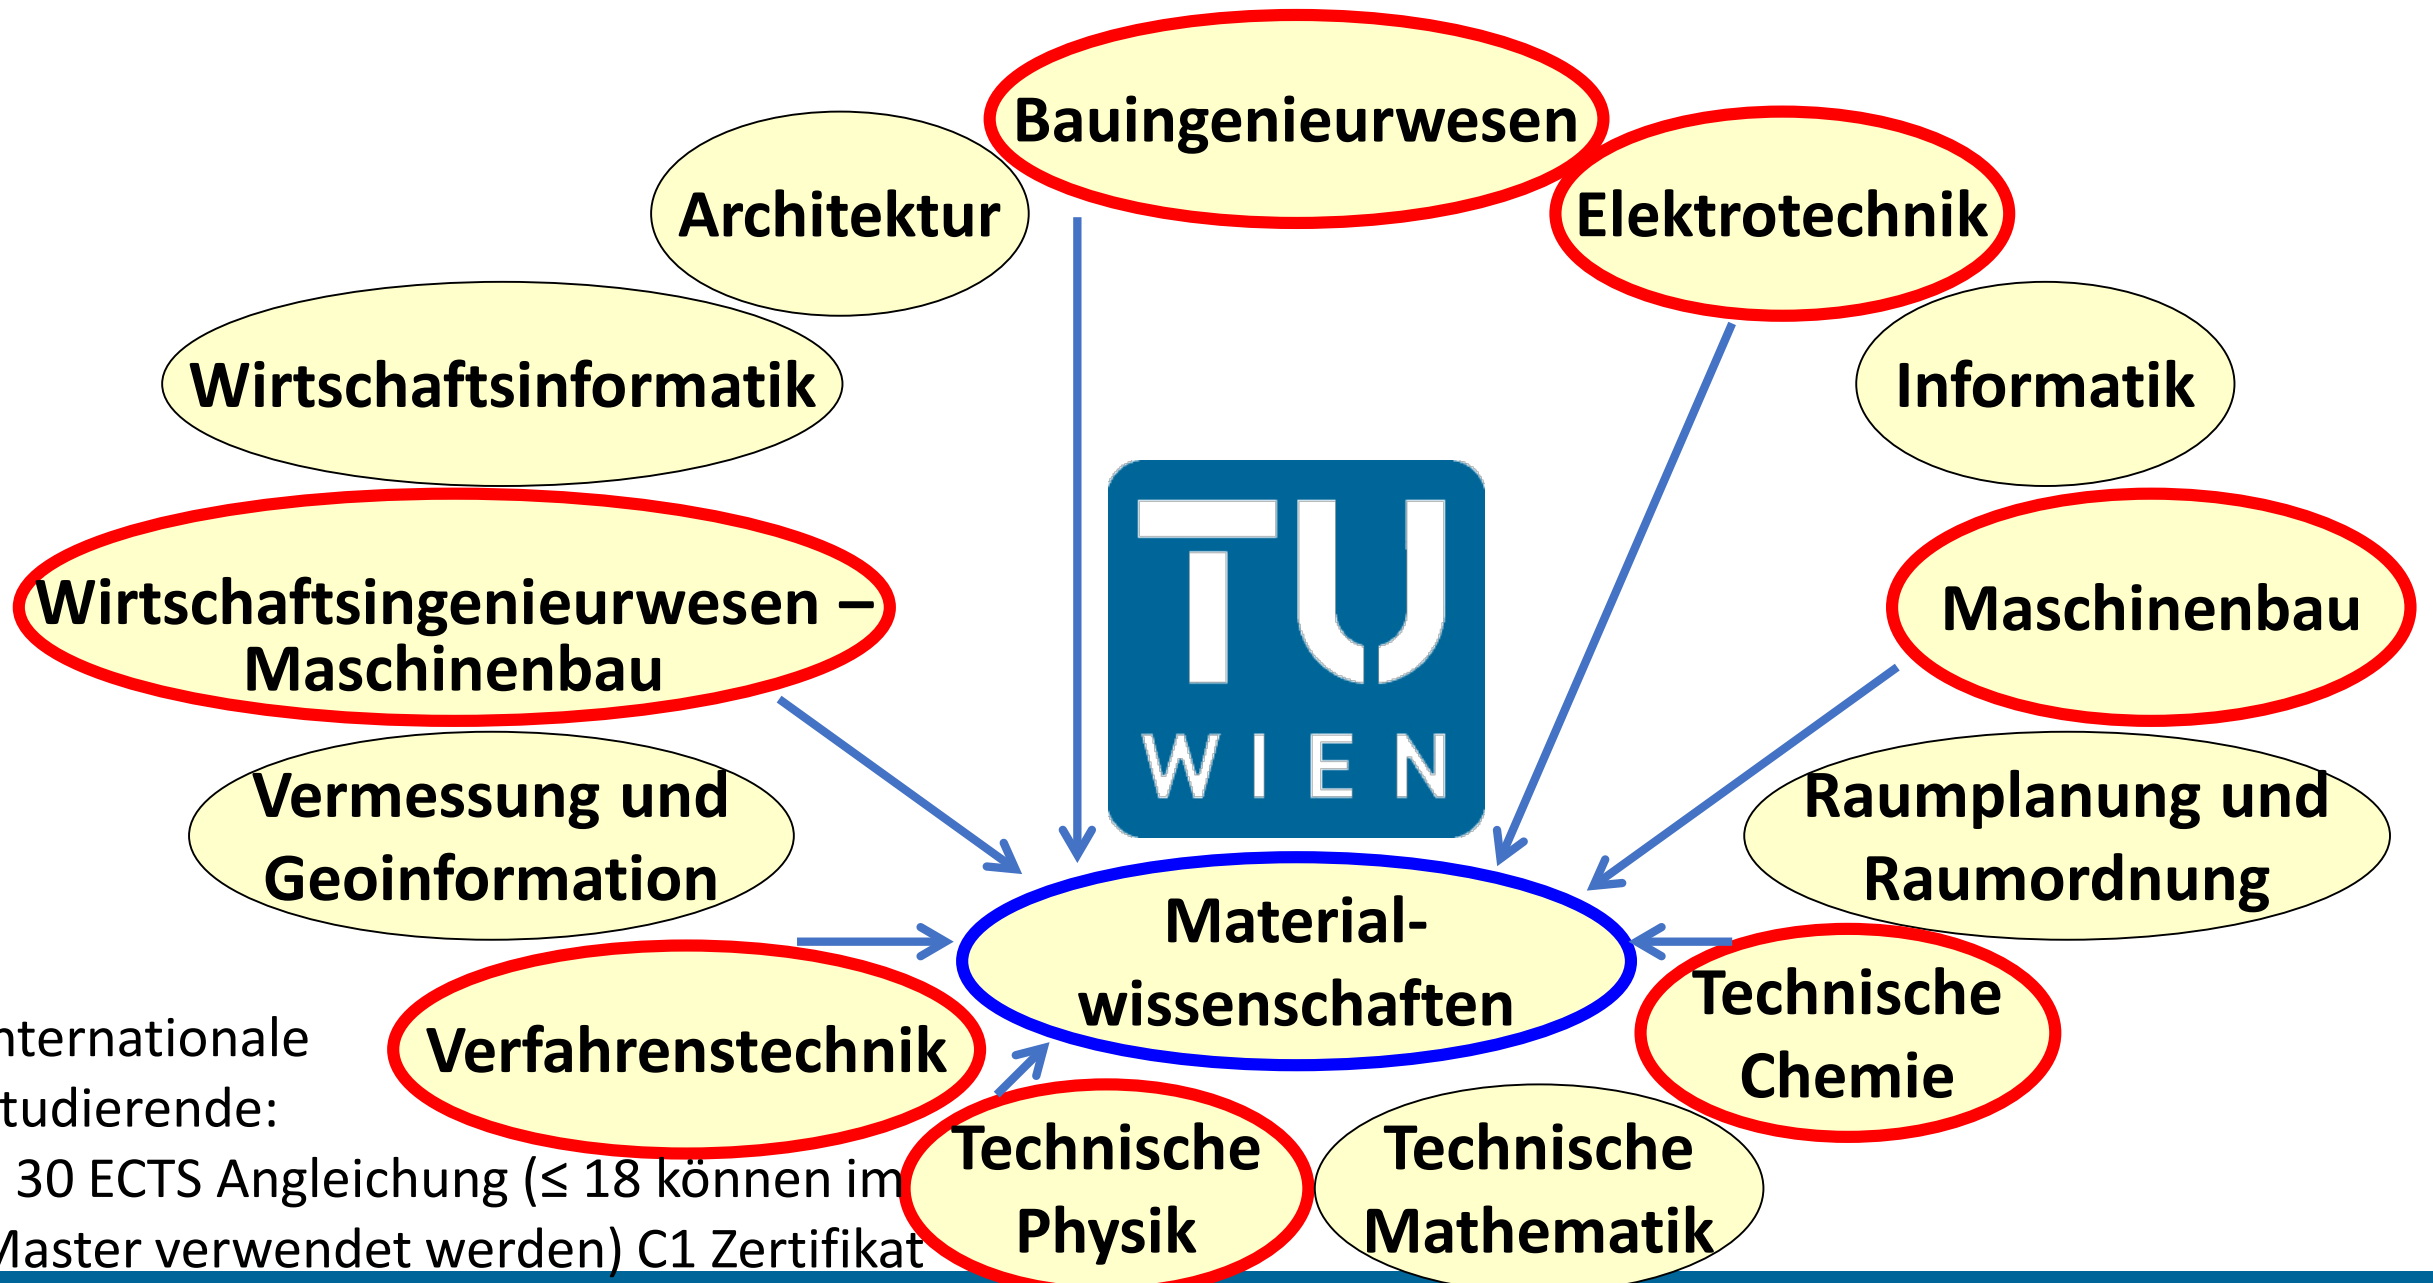 Bauingenieurwesen
Architektur
Elektrotechnik
Wirtschaftsinformatik
Informatik
Wirtschaftsingenieurwesen –
Maschinenbau
TU
WIEN
Maschinenbau
Vermessung und
Geoinformation
Raumplanung und
Raumordnung
Material-
wissenschaften
Verfahrenstechnik
Technische
Chemie
Technische
Physik
Technische
Mathematik
nternationale
tudierende:
30 ECTS Angleichung (≤ 18 können im
Master verwendet werden) C1 Zertifikat